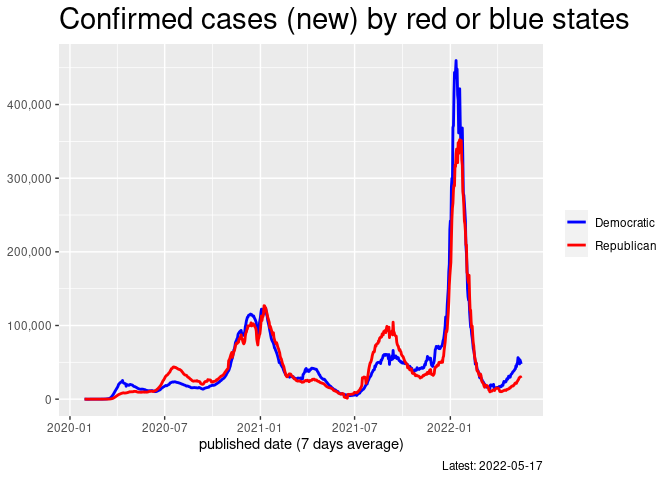 Confirmed cases (new) by red or blue states
400,000
300,000
200,000
100,000
0
2020-01 2020-07 2021-01 2021-07 2022-01
published date (7 days average)
Democratic
Republican
Latest: 2022-05-17